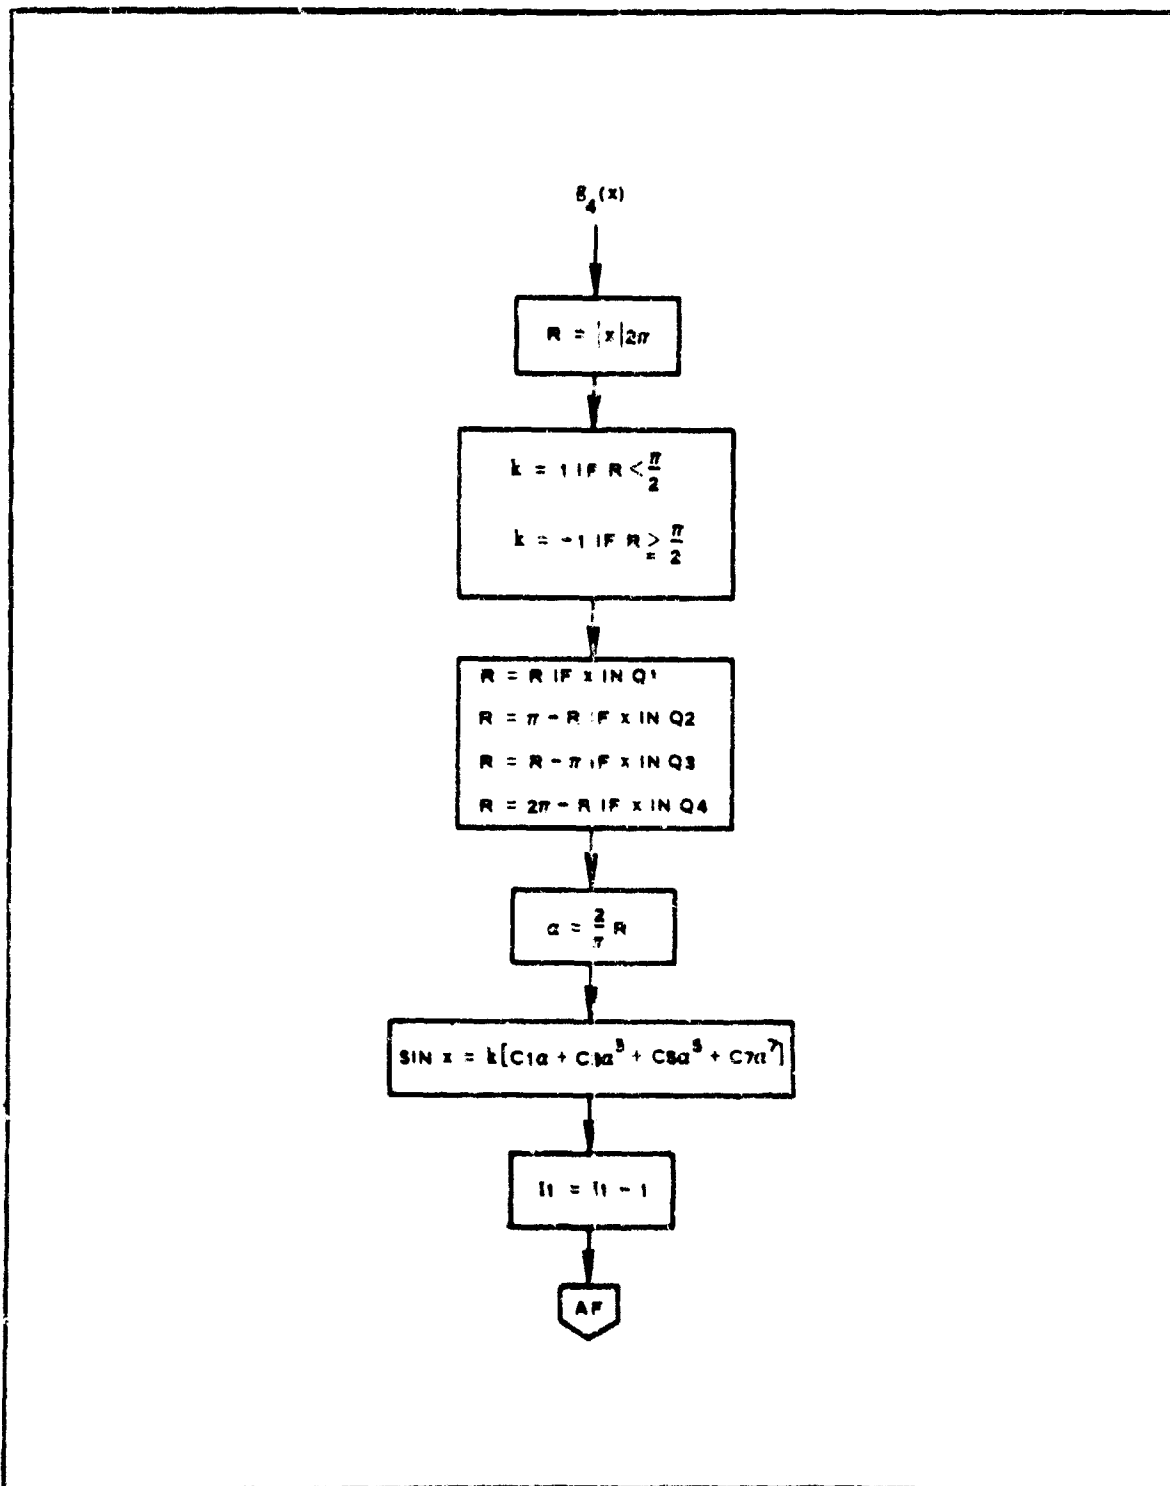 g₄(x)
R = |x|2π
k = 1 IF R < π/2
k = -1 IF R ≥ π/2
R = R IF x IN Q1
R = π - R IF x IN Q2
R = R - π IF x IN Q3
R = 2π - R IF x IN Q4
α = 2/π R
SIN x = k[C1α + C3α³ + C5α⁵ + C7α⁷]
I1 = I1 - 1
AF